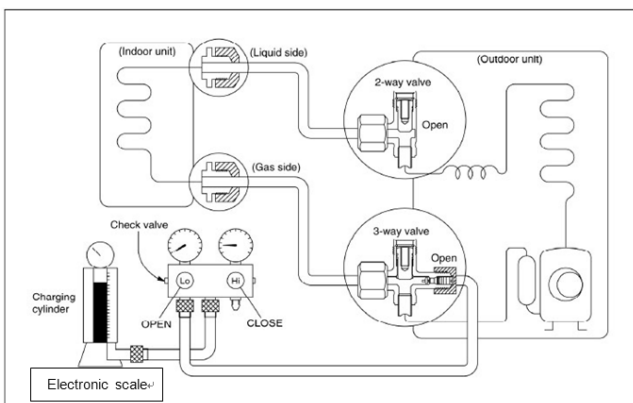 (Indoor unit)
(Liquid side)
2-way valve
(Outdoor unit)
Open
(Gas side)
3-way valve
Open
Check valve
Lo
Hi
Charging
cylinder
OPEN
CLOSE
Electronic scale